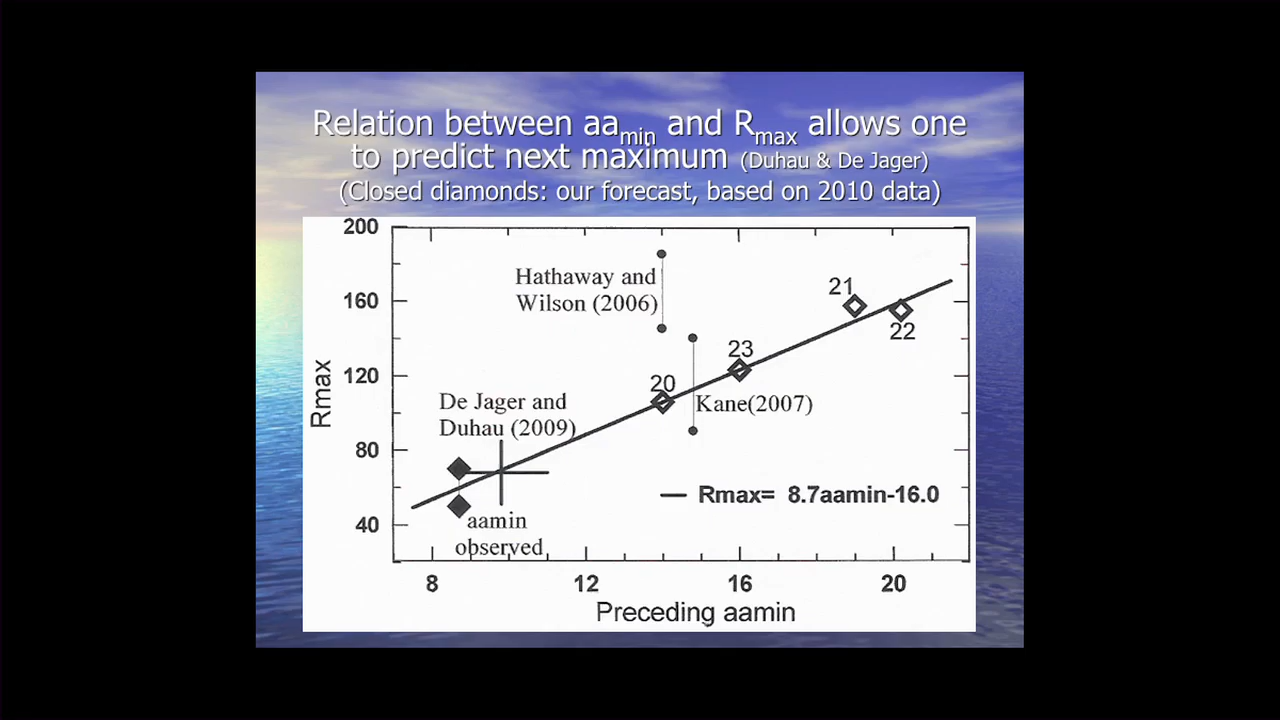 Relation between aamin and Rmax allows one
to predict next maximum (Duhau & De Jager)
(Closed diamonds: our forecast, based on 2010 data)
200
160
120
80
40
Rmax
Hathaway and
Wilson (2006)
21
22
23
20
Kane(2007)
De Jager and
Duhau (2009)
Rmax= 8.7aamin-16.0
aamin
observed
8 12 16 20
Preceding aamin